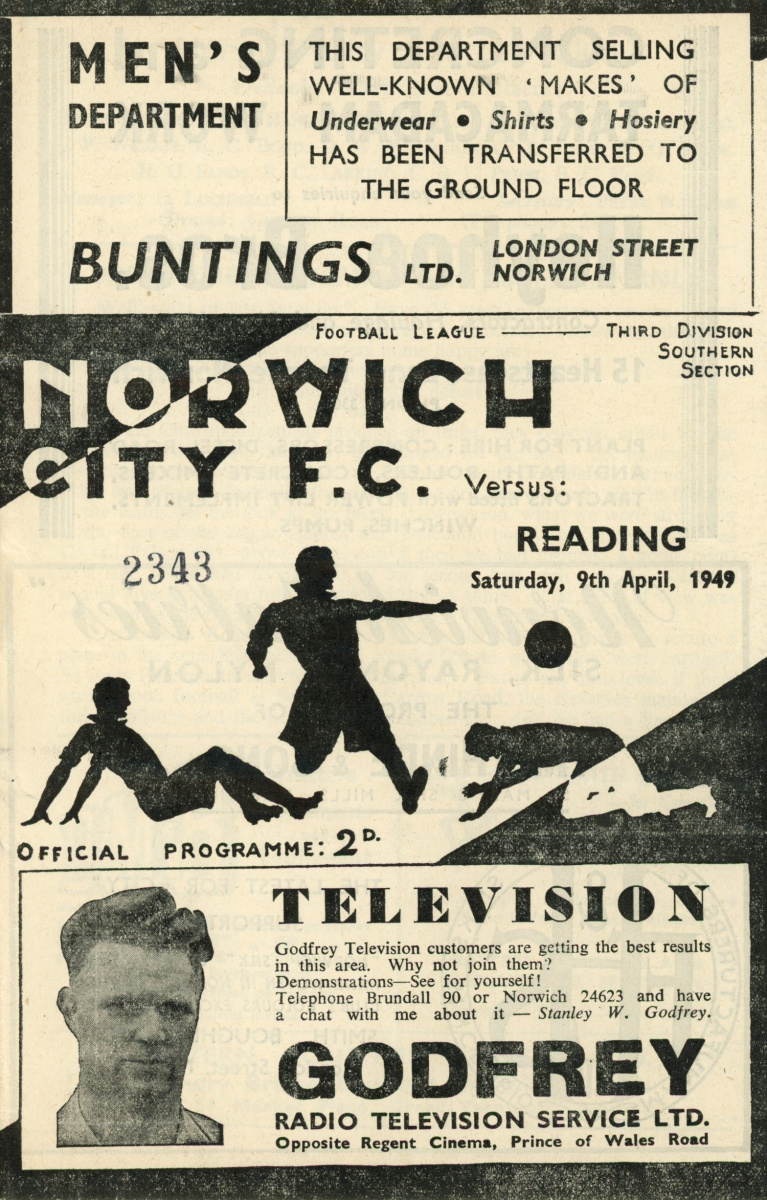 MEN'S
DEPARTMENT
THIS DEPARTMENT SELLING
WELL-KNOWN 'MAKES' OF
Underwear • Shirts • Hosiery
HAS BEEN TRANSFERRED TO
THE GROUND FLOOR
BUNTINGS LTD.
LONDON STREET
NORWICH
FOOTBALL LEAGUE — THIRD DIVISION
SOUTHERN
SECTION
NORWICH
CITY F.C. Versus:
READING
Saturday, 9th April, 1949
2343
OFFICIAL PROGRAMME: 2D.
TELEVISION
Godfrey Television customers are getting the best results
in this area. Why not join them?
Demonstrations—See for yourself!
Telephone Brundall 90 or Norwich 24623 and have
a chat with me about it — Stanley W. Godfrey.
GODFREY
RADIO TELEVISION SERVICE LTD.
Opposite Regent Cinema, Prince of Wales Road